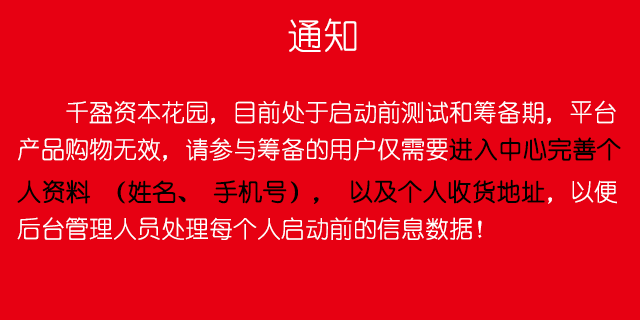 通知
千盈资本花园，目前处于启动前测试和筹备期，平台
产品购物无效，请参与筹备的用户仅需要进入中心完善个
人资料 （姓名、 手机号）， 以及个人收货地址，以便
后台管理人员处理每个人启动前的信息数据！